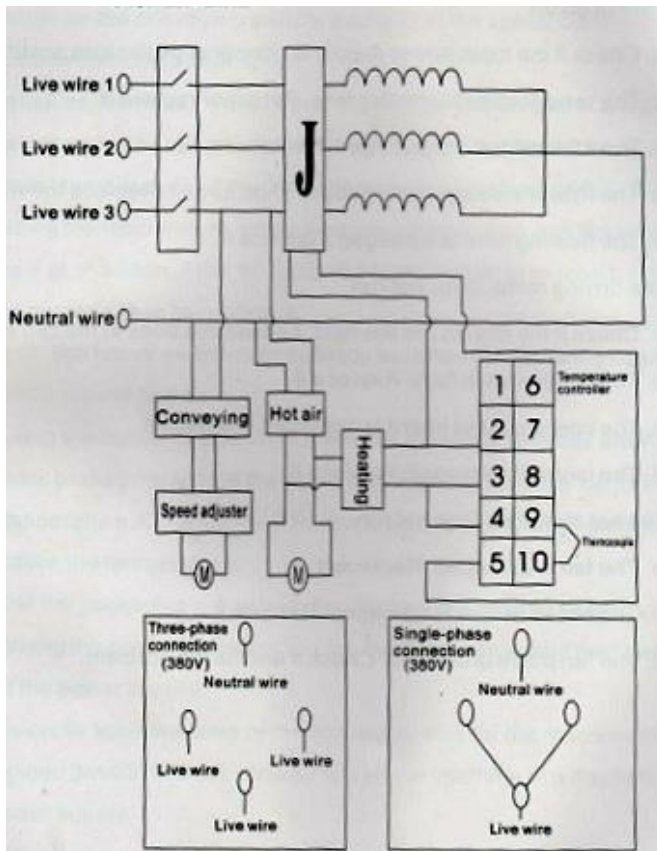 Live wire 1
J
Live wire 2
Live wire 3
Neutral wire
1 6
Temperature
controller
Conveying
Hot air
2 7
Heating
3 8
Speed adjuster
4 9
Thermocouple
5 10
M
M
Three-phase
connection
(380V)
Neutral wire
Live wire
Live wire
Live wire
Single-phase
connection
(380V)
Neutral wire
Live wire